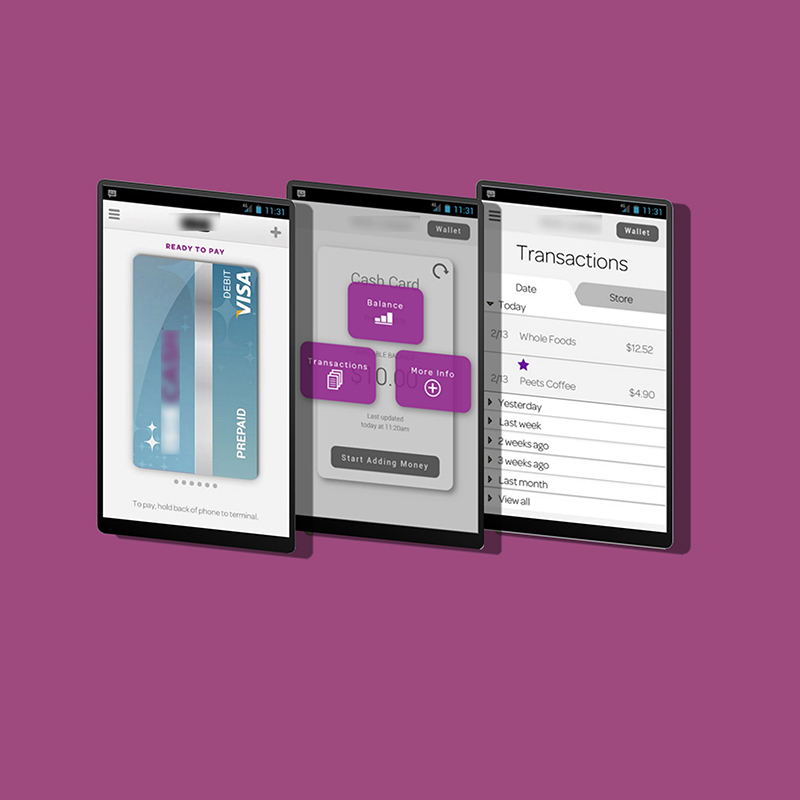 11:31
READY TO PAY
DEBIT
VISA
PREPAID
To pay, hold back of phone to terminal.
11:31
Wallet
Cash Card
Balance
Transactions
More Info
$10.00
Last updated
today at 11:20am
Start Adding Money
11:31
Wallet
Transactions
Date
Store
Today
2/13 Whole Foods $12.52
2/13 Peets Coffee $4.90
Yesterday
Last week
2 weeks ago
3 weeks ago
Last month
View all